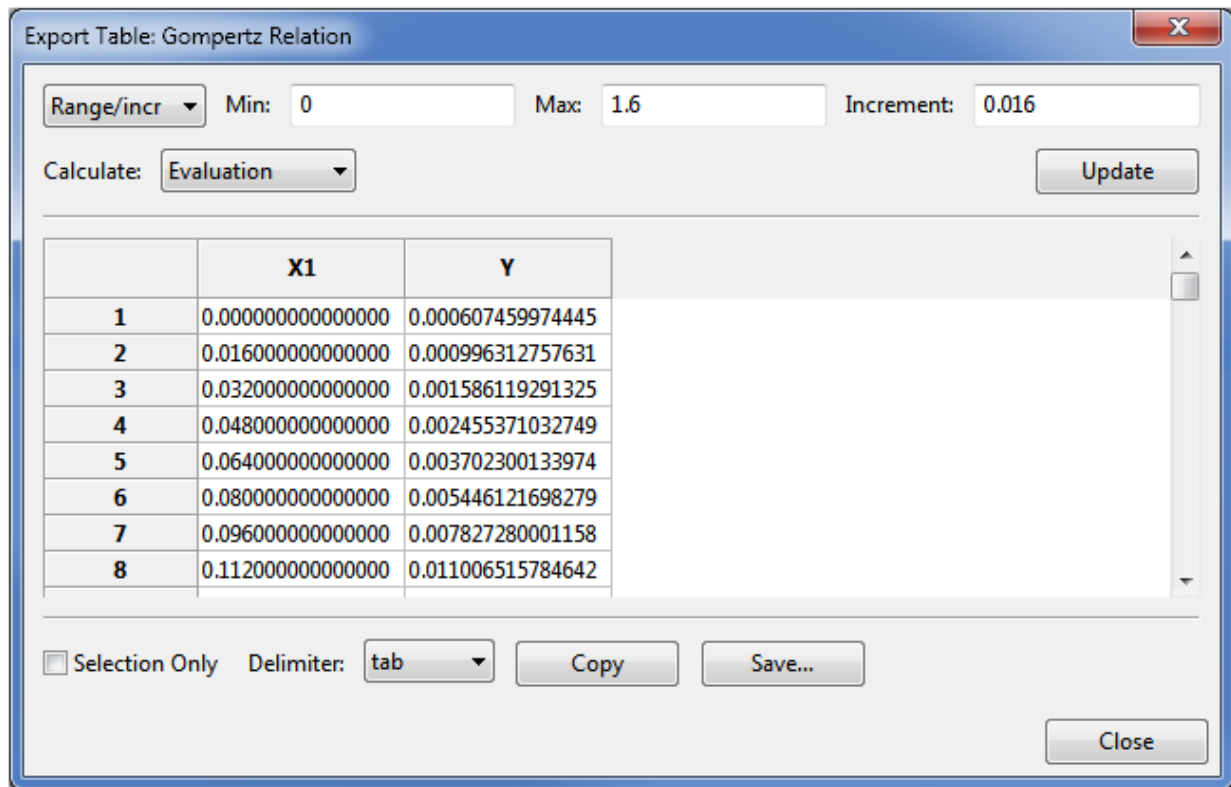 Export Table: Gompertz Relation
Range/incr Min: 0 Max: 1.6 Increment: 0.016
Calculate: Evaluation Update
X1 Y
1 0.000000000000000 0.000607459974445
2 0.016000000000000 0.000996312757631
3 0.032000000000000 0.001586119291325
4 0.048000000000000 0.002455371032749
5 0.064000000000000 0.003702300133974
6 0.080000000000000 0.005446121698279
7 0.096000000000000 0.007827280001158
8 0.112000000000000 0.011006515784642
Selection Only Delimiter: tab Copy Save...
Close